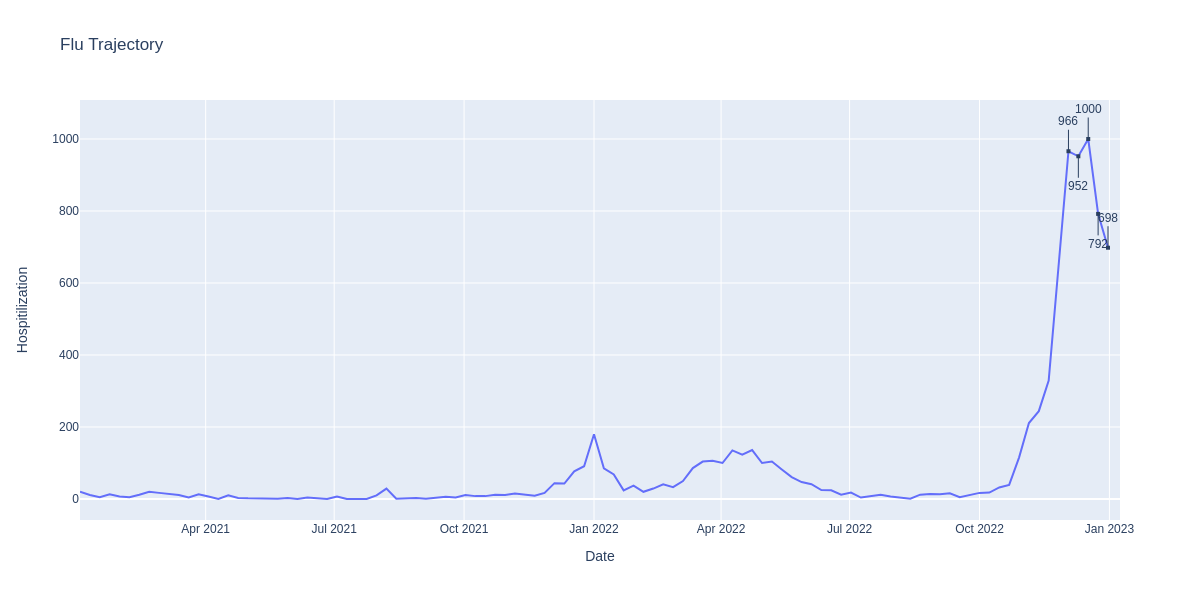 Flu Trajectory
1000
966
1000
952
800
698
792
600
400
200
0
Hospitilization
Apr 2021
Jul 2021
Oct 2021
Jan 2022
Apr 2022
Jul 2022
Oct 2022
Jan 2023
Date